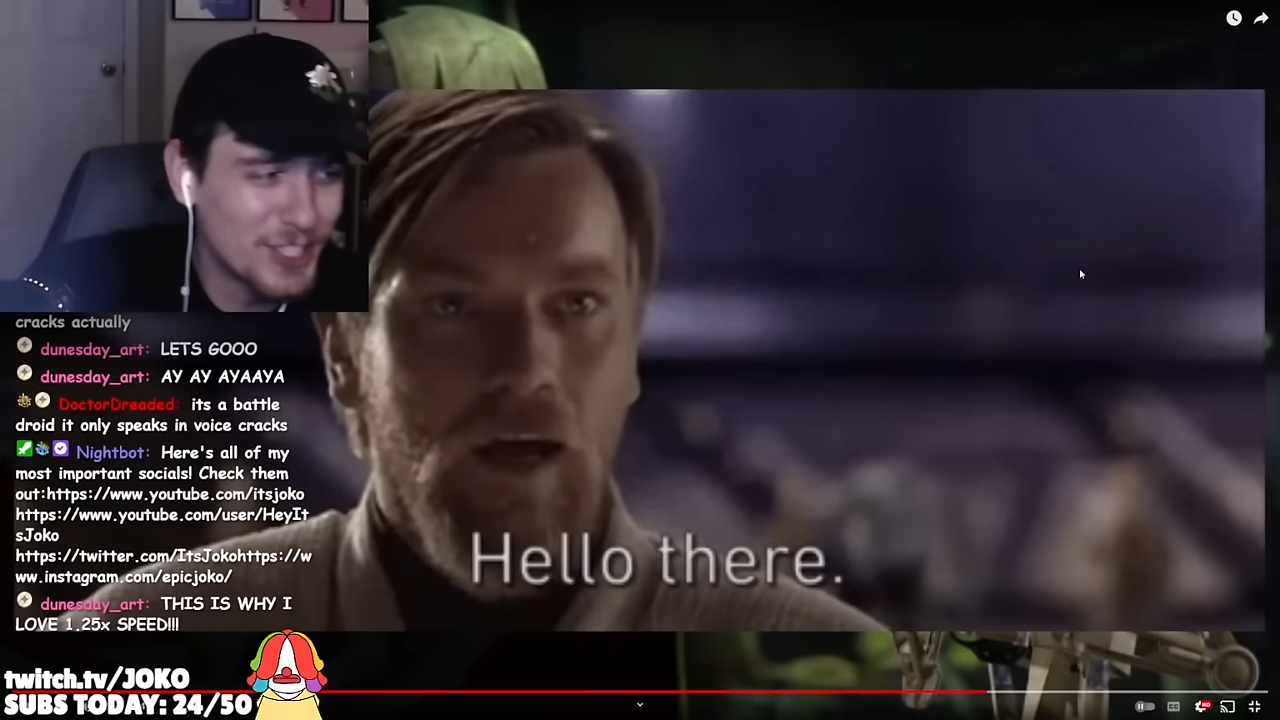 cracks actually
dunesday_art: LETS GOOO
dunesday_art: AY AY AYAAYA
DoctorDreaded: its a battle
droid it only speaks in voice cracks
Nightbot: Here's all of my
most important socials! Check them
out:https://www.youtube.com/itsjoko
https://www.youtube.com/user/HeyIt
sJoko
https://twitter.com/ItsJokohttps://w
ww.instagram.com/epicjoko/
dunesday_art: THIS IS WHY I
LOVE 1.25x SPEED!!!
Hello there.
twitch.tv/JOKO
SUBS TODAY: 24/50
CC
HD